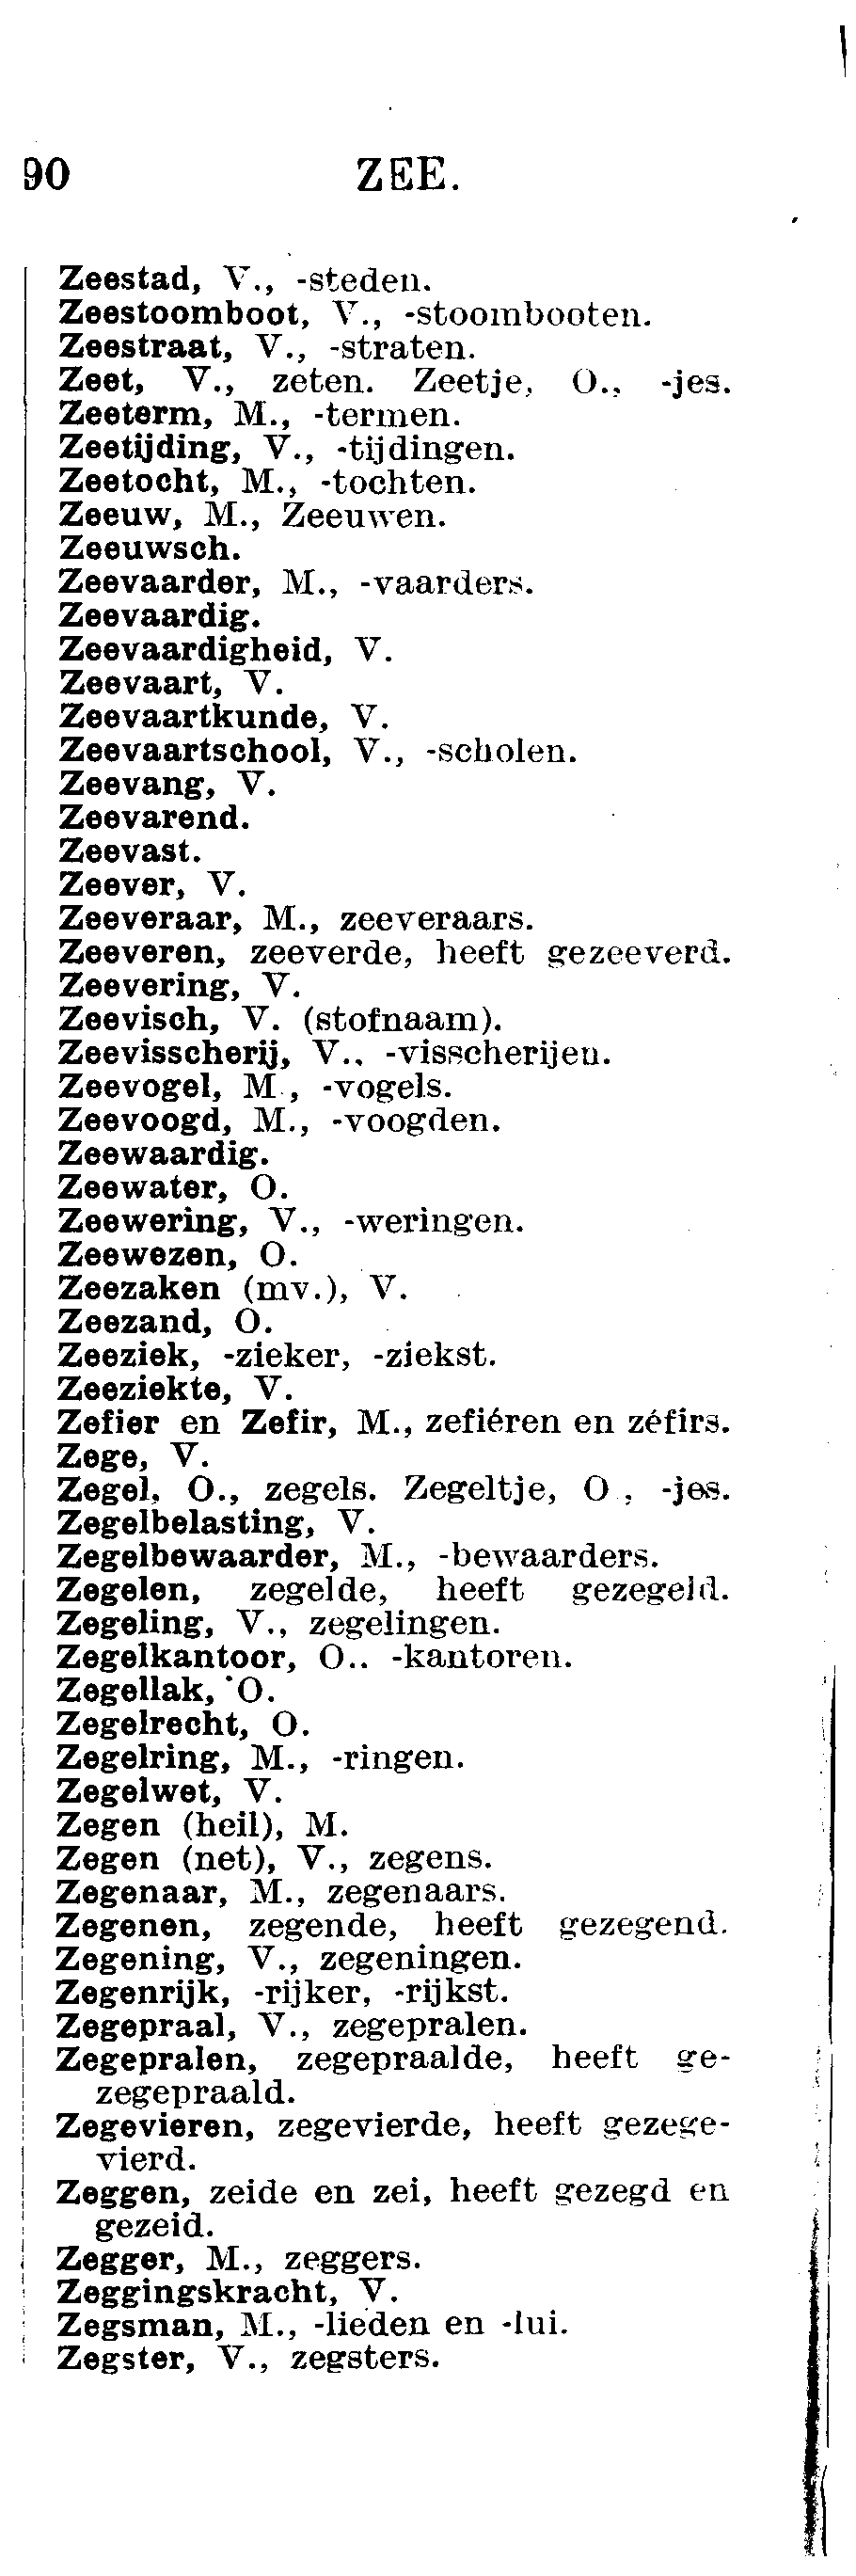 90 ZEE.
Zeestad, V., -steden.
Zeestoomboot, V., -stoombooten.
Zeestraat, V., -straten.
Zeet, V., zeten. Zeetje, O., -jes.
Zeeterm, M., -termen.
Zeetijding, V., -tijdingen.
Zeetocht, M., -tochten.
Zeeuw, M., Zeeuwen.
Zeeuwsch.
Zeevaarder, M., -vaarders.
Zeevaardig.
Zeevaardigheid, V.
Zeevaart, V.
Zeevaartkunde, V.
Zeevaartschool, V., -scholen.
Zeevang, V.
Zeevarend.
Zeevast.
Zeever, V.
Zeeveraar, M., zeeveraars.
Zeeveren, zeeverde, heeft gezeeverd.
Zeevering, V.
Zeevisch, V. (stofnaam).
Zeevisscherij, V., -visscherijen.
Zeevogel, M., -vogels.
Zeevoogd, M., -voogden.
Zeewaardig.
Zeewater, O.
Zeewering, V., -weringen.
Zeewezen, O.
Zeezaken (mv.), V.
Zeezand, O.
Zeeziek, -zieker, -ziekst.
Zeeziekte, V.
Zefier en Zefir, M., zefiéren en zéfirs.
Zege, V.
Zegel, O., zegels. Zegeltje, O., -jes.
Zegelbelasting, V.
Zegelbewaarder, M., -bewaarders.
Zegelen, zegelde, heeft gezegeld.
Zegeling, V., zegelingen.
Zegelkantoor, O.. -kantoren.
Zegellak, O.
Zegelrecht, O.
Zegelring, M., -ringen.
Zegelwet, V.
Zegen (heil), M.
Zegen (net), V., zegens.
Zegenaar, M., zegenaars.
Zegenen, zegende, heeft gezegend.
Zegening, V., zegeningen.
Zegenrijk, -rijker, -rijkst.
Zegepraal, V., zegepralen.
Zegepralen, zegepraalde, heeft ge-
zegepraald.
Zegevieren, zegevierde, heeft gezege-
vierd.
Zeggen, zeide en zei, heeft gezegd en
gezeid.
Zegger, M., zeggers.
Zeggingskracht, V.
Zegsman, M., -lieden en -lui.
Zegster, V., zegsters.